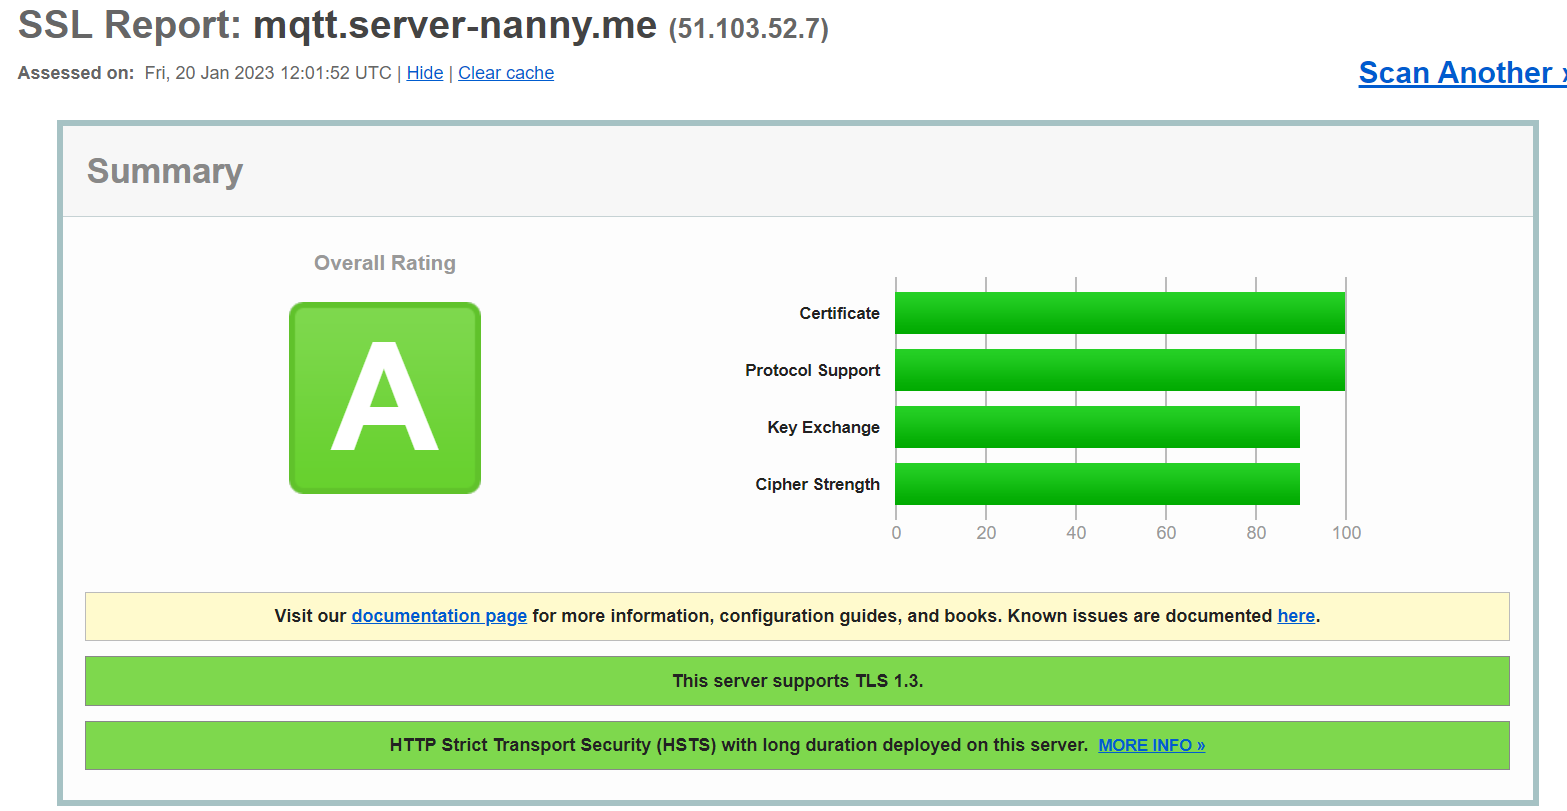 SSL Report: mqtt.server-nanny.me (51.103.52.7)
Assessed on: Fri, 20 Jan 2023 12:01:52 UTC | Hide | Clear cache
Scan Another »
Summary
Overall Rating
A
Certificate
Protocol Support
Key Exchange
Cipher Strength
0 20 40 60 80 100
Visit our documentation page for more information, configuration guides, and books. Known issues are documented here.
This server supports TLS 1.3.
HTTP Strict Transport Security (HSTS) with long duration deployed on this server. MORE INFO »